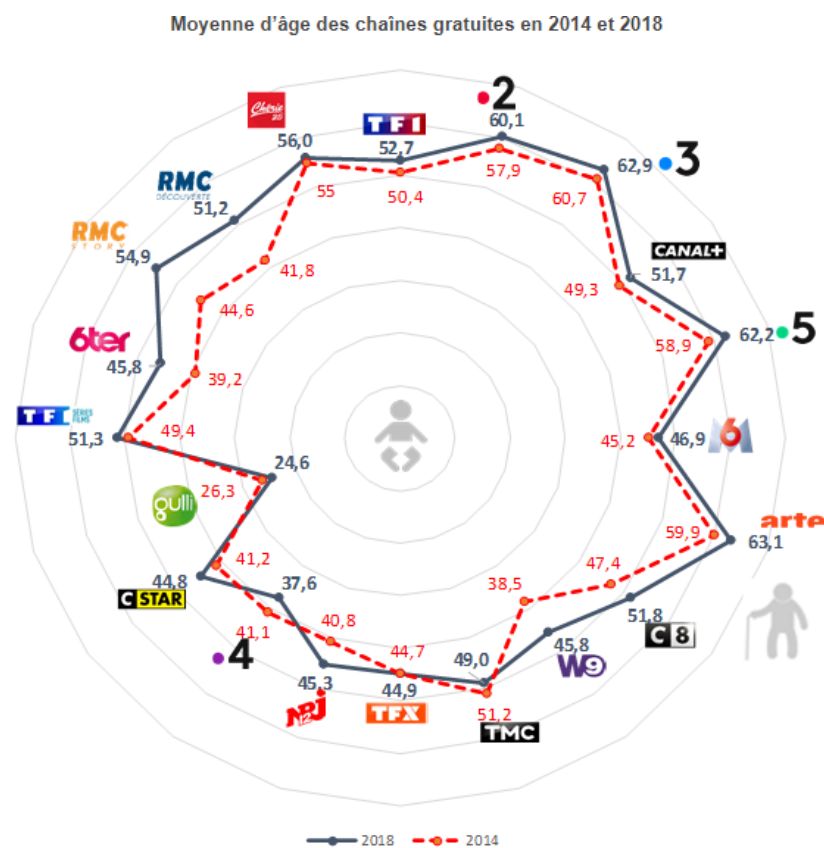 Moyenne d'âge des chaînes gratuites en 2014 et 2018
2
Chérie
25
TF1
60,1
56,0
52,7
57,9
62,9
3
RMC
DÉCOUVERTE
55
50,4
60,7
51,2
RMC
STORY
CANAL+
54,9
41,8
51,7
49,3
44,6
6ter
62,2
5
58,9
45,8
39,2
TF1 SÉRIES
FILMS
51,3
49,4
45,2
46,9
M6
24,6
26,3
gulli
arte
59,9
63,1
41,2
47,4
44,8
37,6
38,5
CSTAR
51,8
41,1
40,8
C8
4
44,7
49,0
45,8
W9
45,3
44,9
NRJ
12
TFX
51,2
TMC
2018
2014